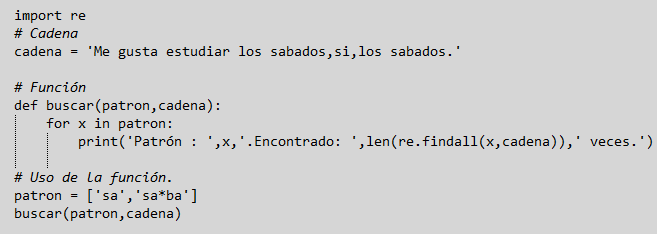 import re
# Cadena
cadena = 'Me gusta estudiar los sabados,si,los sabados.'
# Función
def buscar(patron,cadena):
for x in patron:
print('Patrón : ',x,'.Encontrado: ',len(re.findall(x,cadena)),' veces.')
# Uso de la función.
patron = ['sa','sa*ba']
buscar(patron,cadena)